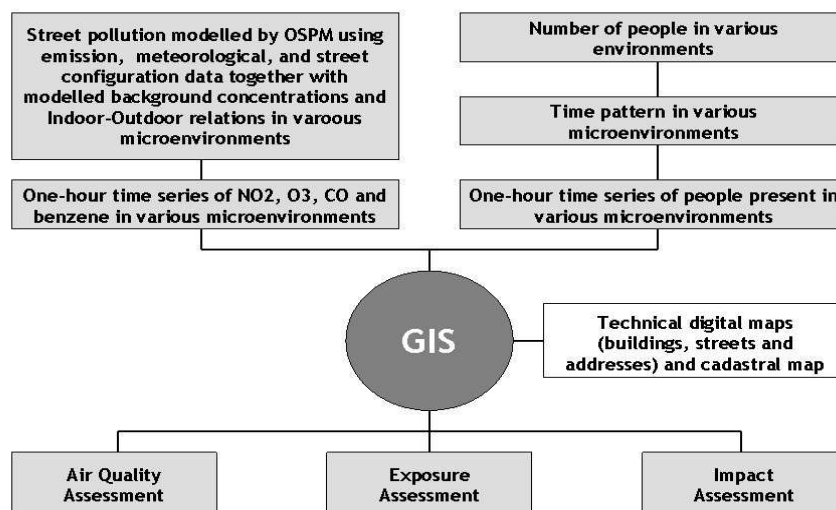 Street pollution modelled by OSPM using
emission, meteorological, and street
configuration data together with
modelled background concentrations and
Indoor-Outdoor relations in varoous
microenvironments
One-hour time series of NO2, O3, CO and
benzene in various microenvironments
Number of people in various
environments
Time pattern in various
microenvironments
One-hour time series of people present in
various microenvironments
GIS
Technical digital maps
(buildings, streets and
addresses) and cadastral map
Air Quality
Assessment
Exposure
Assessment
Impact
Assessment